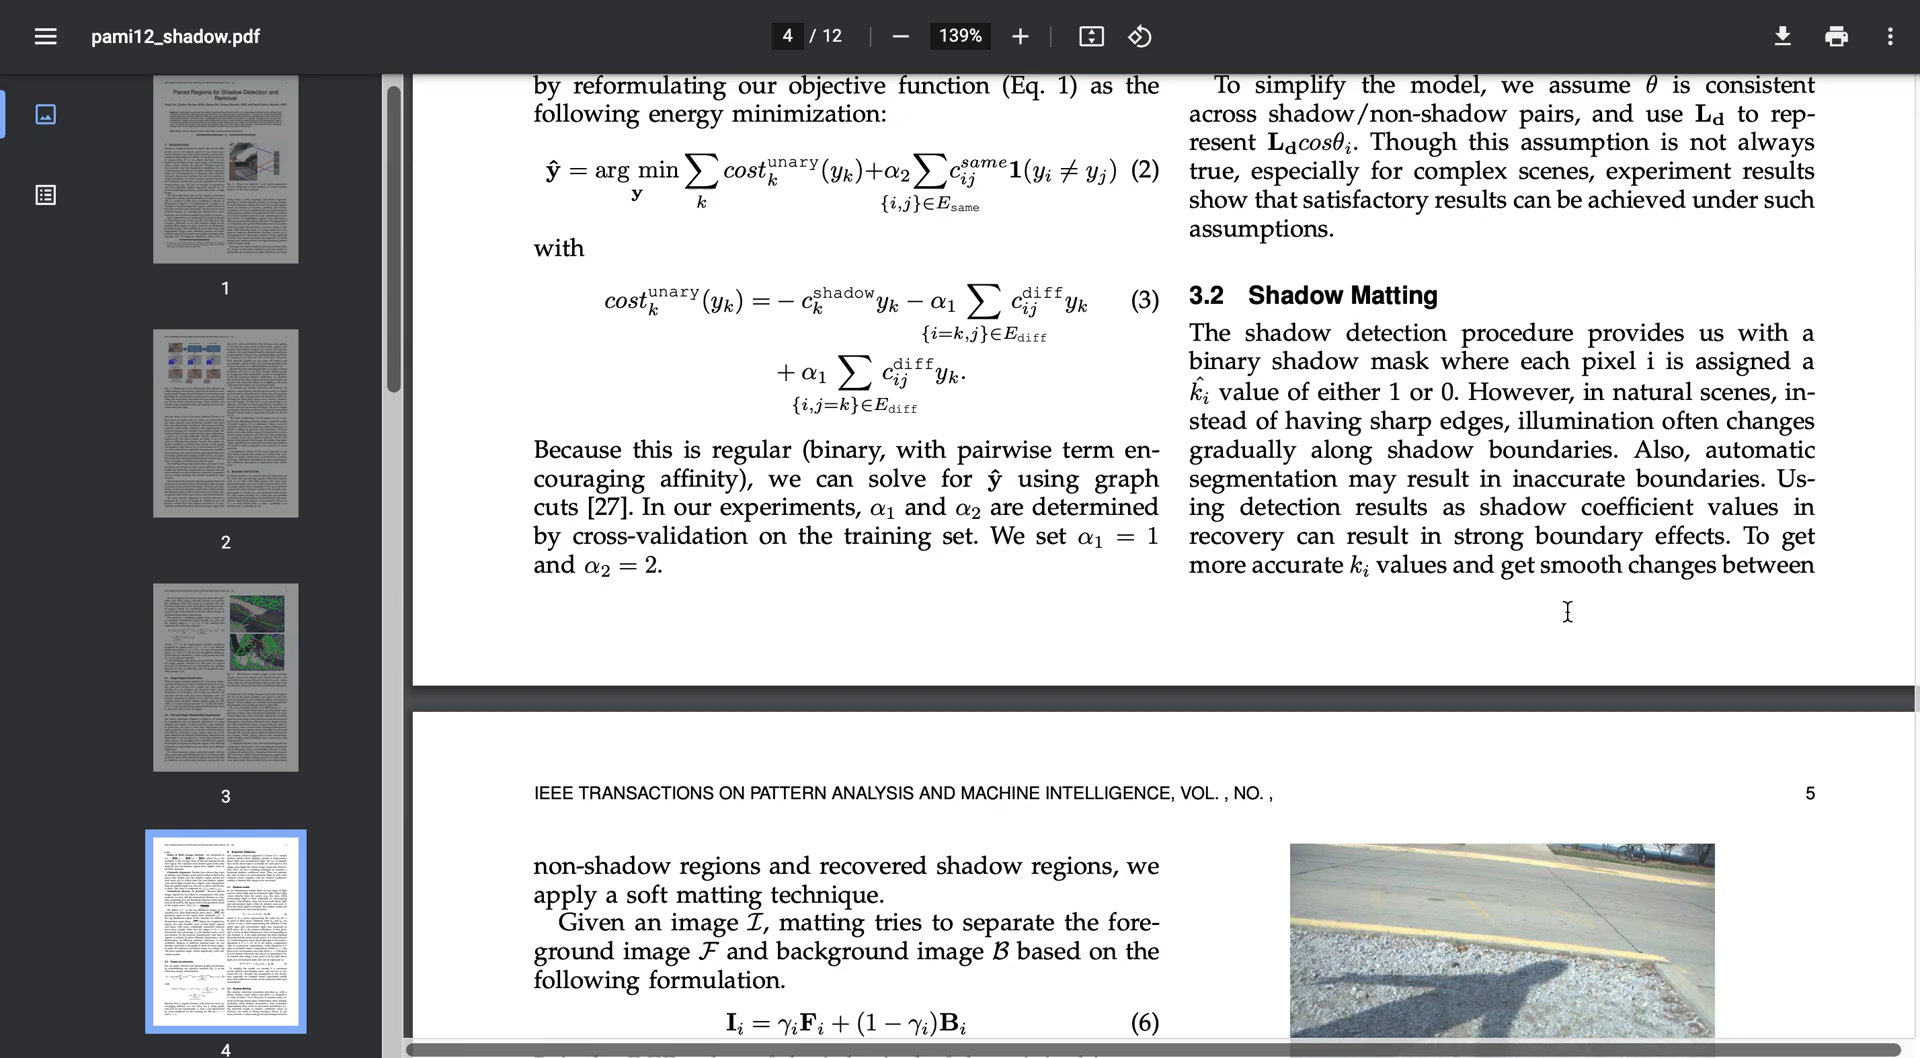 pami12_shadow.pdf
4 / 12
139%
1
2
3
4
by reformulating our objective function (Eq. 1) as the
following energy minimization:
ŷ = arg min_y ∑_k cost_k^unary(y_k)+α₂ ∑_{{i,j}∈E_same} c_ij^same 1(y_i ≠ y_j) (2)
with
cost_k^unary(y_k) = − c_k^shadow y_k − α₁ ∑_{{i=k,j}∈E_diff} c_ij^diff y_k (3)
+ α₁ ∑_{{i,j=k}∈E_diff} c_ij^diff y_k.
Because this is regular (binary, with pairwise term en-
couraging affinity), we can solve for ŷ using graph
cuts [27]. In our experiments, α₁ and α₂ are determined
by cross-validation on the training set. We set α₁ = 1
and α₂ = 2.
To simplify the model, we assume θ is consistent
across shadow/non-shadow pairs, and use L_d to rep-
resent L_d cosθ_i. Though this assumption is not always
true, especially for complex scenes, experiment results
show that satisfactory results can be achieved under such
assumptions.
3.2 Shadow Matting
The shadow detection procedure provides us with a
binary shadow mask where each pixel i is assigned a
k̂_i value of either 1 or 0. However, in natural scenes, in-
stead of having sharp edges, illumination often changes
gradually along shadow boundaries. Also, automatic
segmentation may result in inaccurate boundaries. Us-
ing detection results as shadow coefficient values in
recovery can result in strong boundary effects. To get
more accurate k_i values and get smooth changes between
IEEE TRANSACTIONS ON PATTERN ANALYSIS AND MACHINE INTELLIGENCE, VOL. , NO. ,
5
non-shadow regions and recovered shadow regions, we
apply a soft matting technique.
Given an image I, matting tries to separate the fore-
ground image F and background image B based on the
following formulation.
I_i = γ_i F_i + (1 − γ_i)B_i (6)